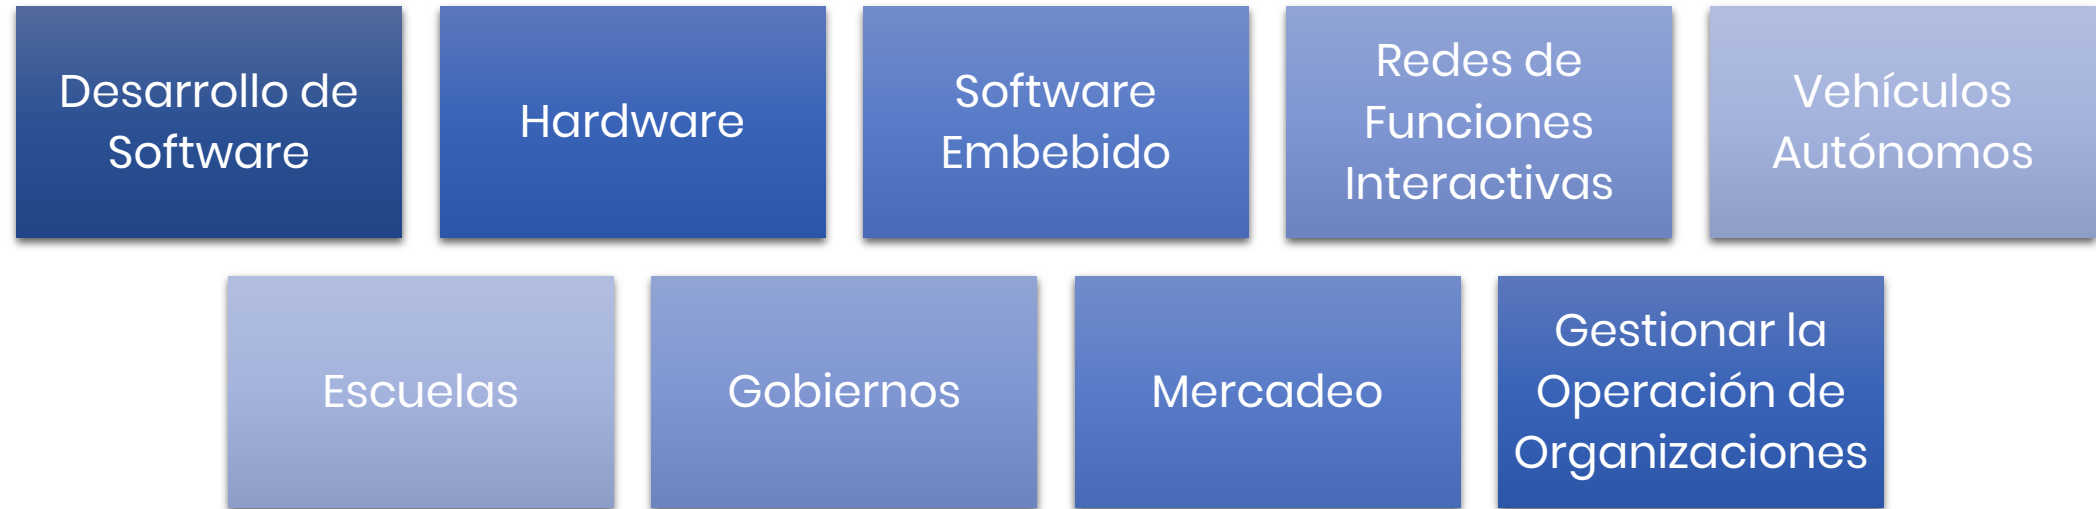 Desarrollo de
Software
Hardware
Software
Embebido
Redes de
Funciones
Interactivas
Vehículos
Autónomos
Escuelas
Gobiernos
Mercadeo
Gestionar la
Operación de
Organizaciones